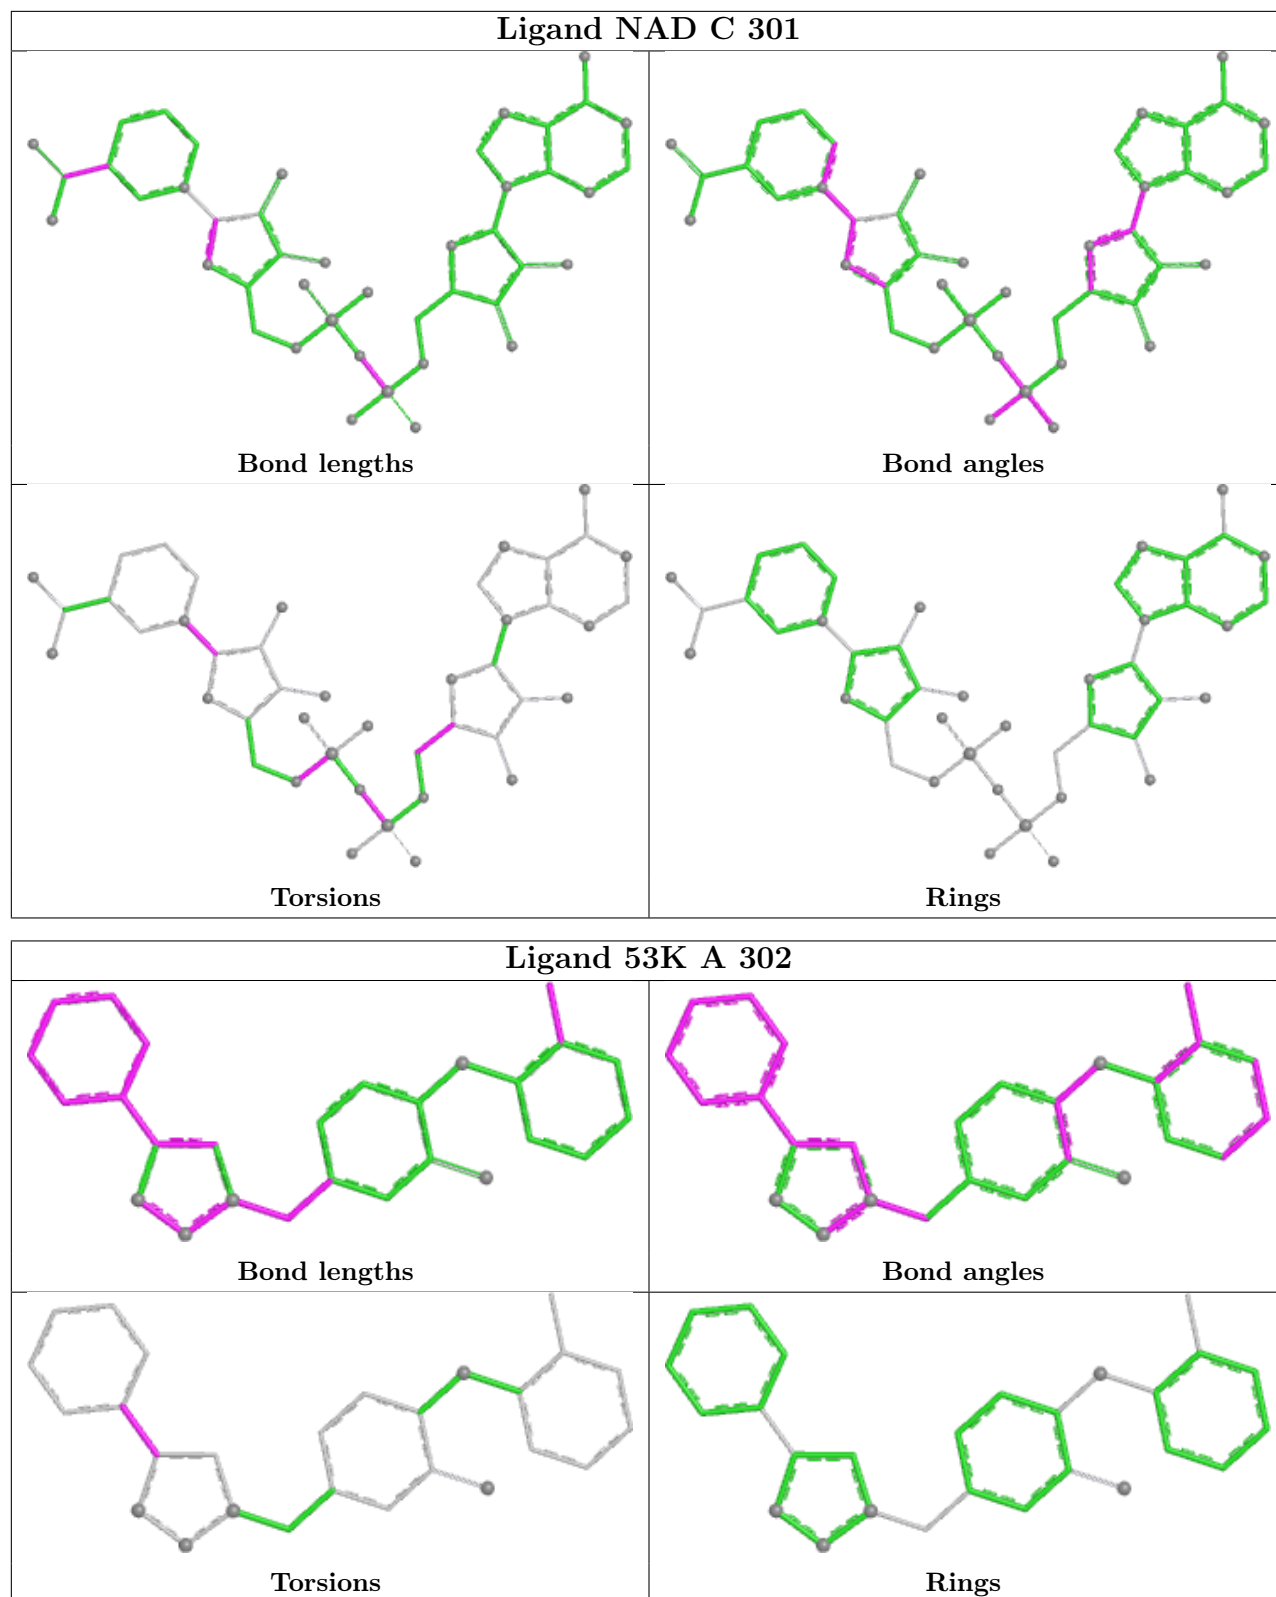 Ligand NAD C 301
Bond lengths
Bond angles
Torsions
Rings
Ligand 53K A 302
Bond lengths
Bond angles
Torsions
Rings